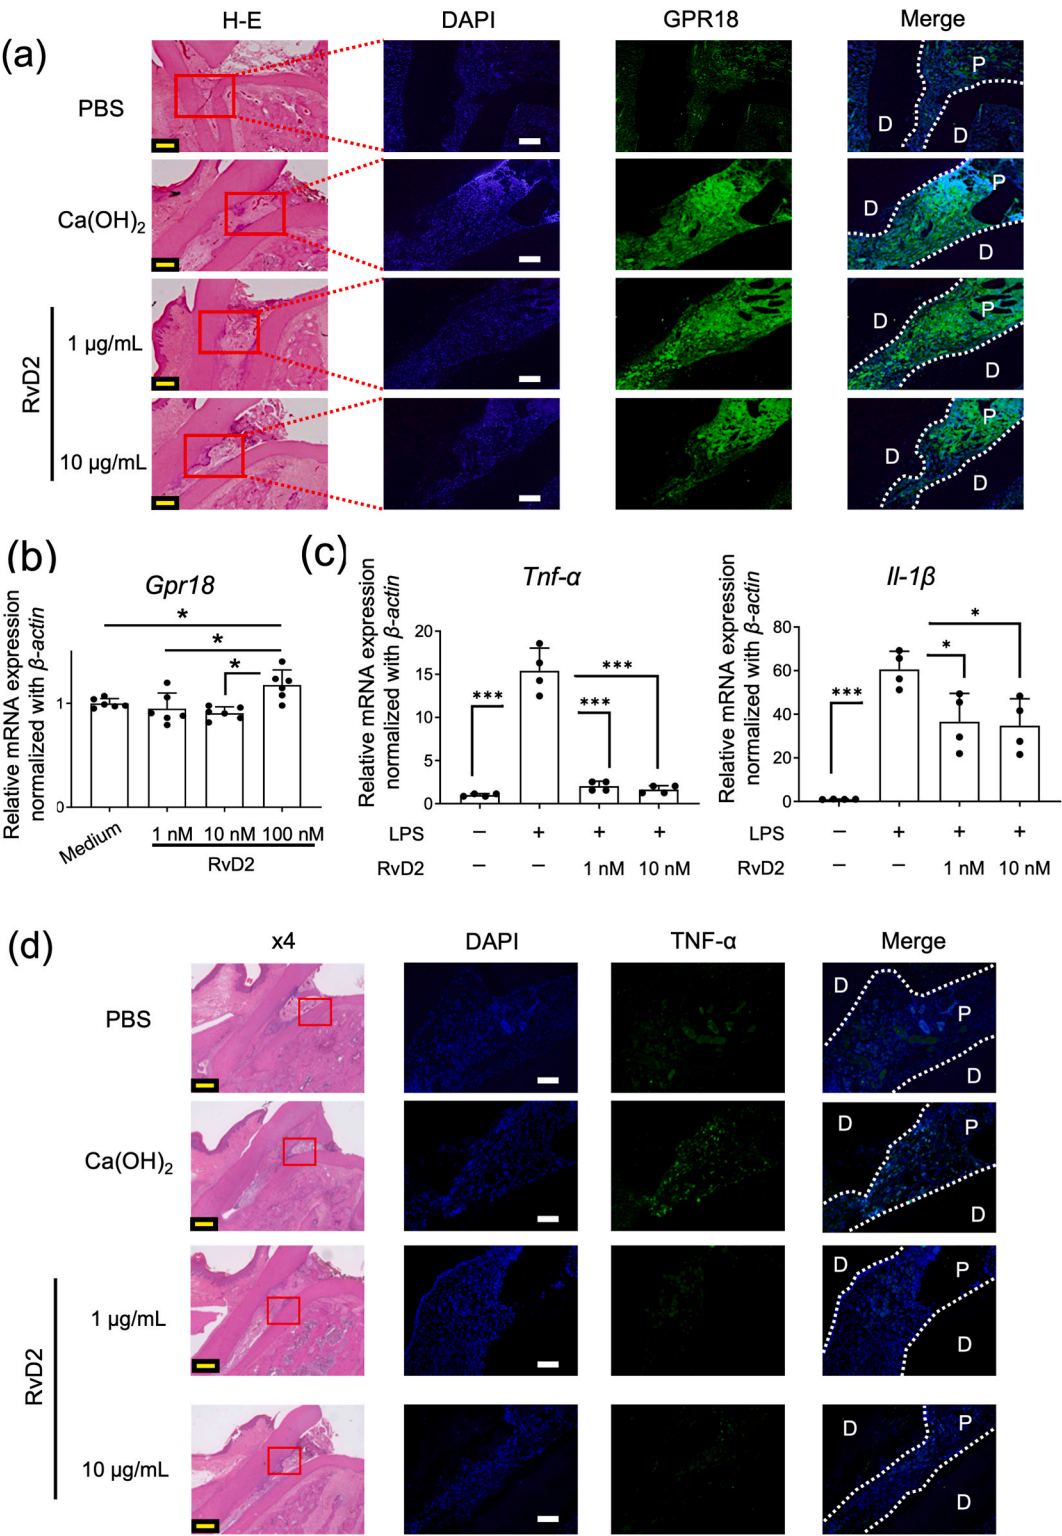 (a)
H-E DAPI GPR18 Merge
PBS
D P D
Ca(OH)₂
D P D
RvD2
1 μg/mL
D P D
10 μg/mL
D P D
(b)
Gpr18
Relative mRNA expression
normalized with β-actin
* * *
1
0
Medium 1 nM 10 nM 100 nM
RvD2
(c)
Tnf-α
Relative mRNA expression
normalized with β-actin
20
15
10
5
0
*** *** ***
LPS − + + +
RvD2 − − 1 nM 10 nM
Il-1β
Relative mRNA expression
normalized with β-actin
80
60
40
20
0
*** * *
LPS − + + +
RvD2 − − 1 nM 10 nM
(d)
x4 DAPI TNF-α Merge
PBS
D P D
Ca(OH)₂
D P D
RvD2
1 μg/mL
D P D
10 μg/mL
D P D